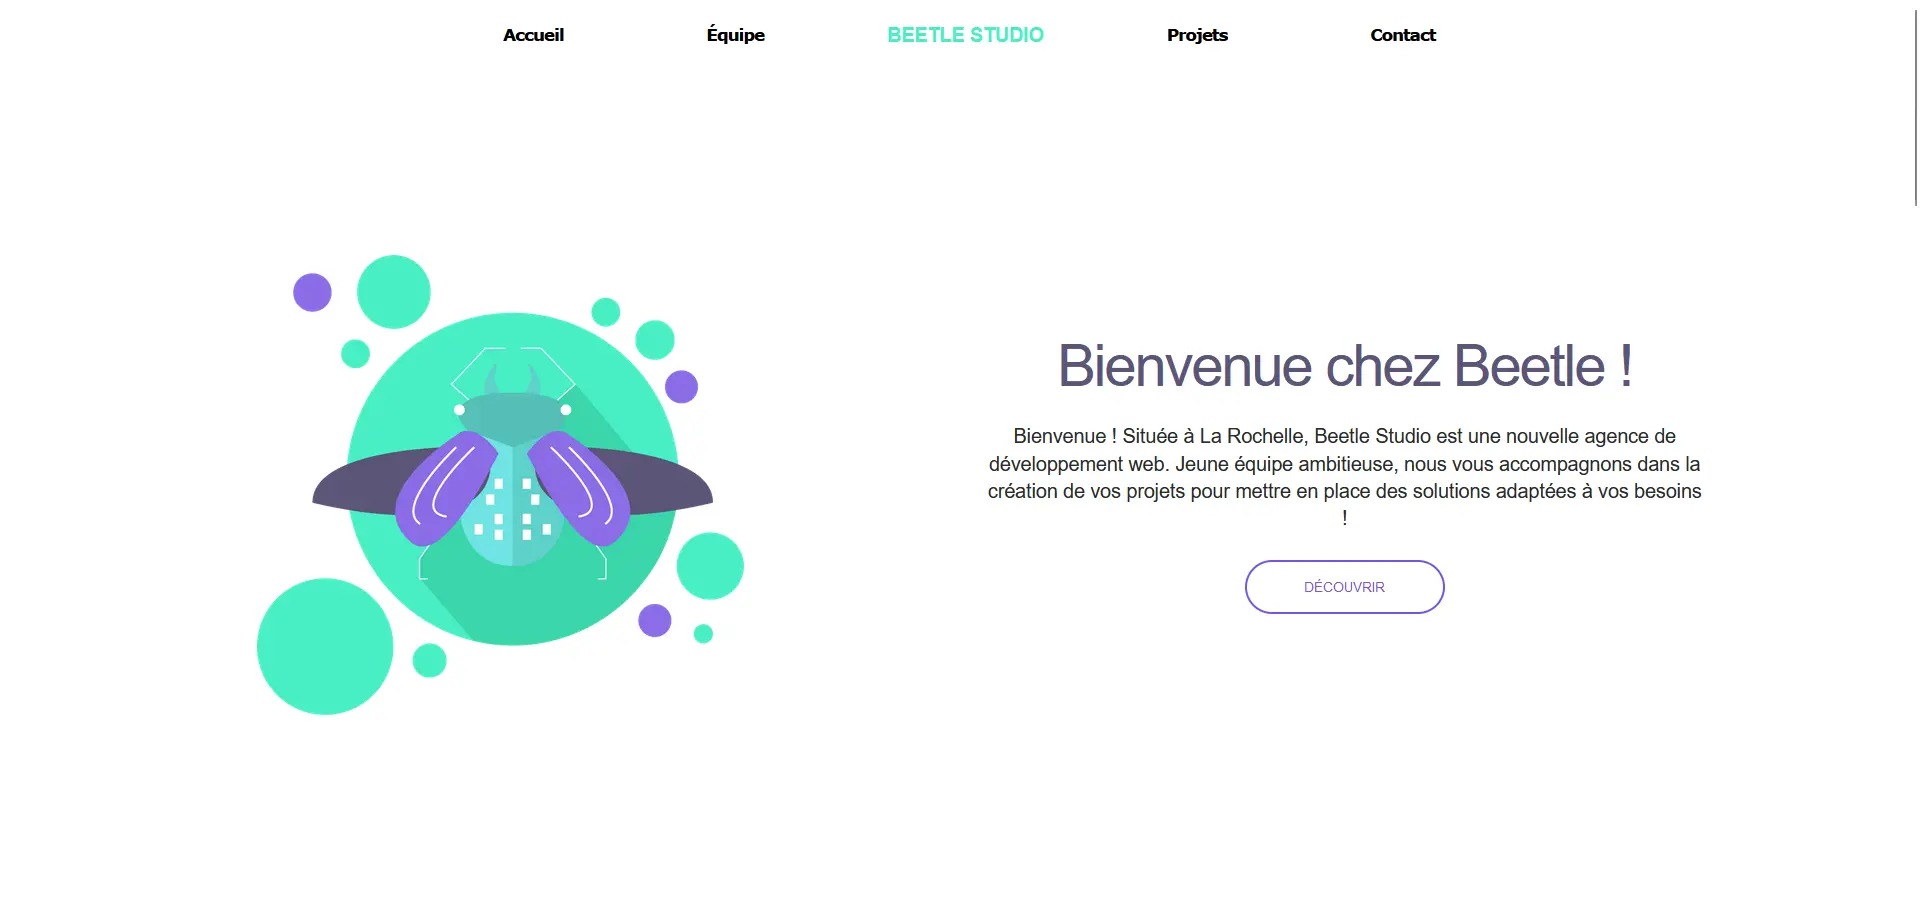 Accueil Équipe BEETLE STUDIO Projets Contact
Bienvenue chez Beetle !
Bienvenue ! Située à La Rochelle, Beetle Studio est une nouvelle agence de
développement web. Jeune équipe ambitieuse, nous vous accompagnons dans la
création de vos projets pour mettre en place des solutions adaptées à vos besoins
!
DÉCOUVRIR